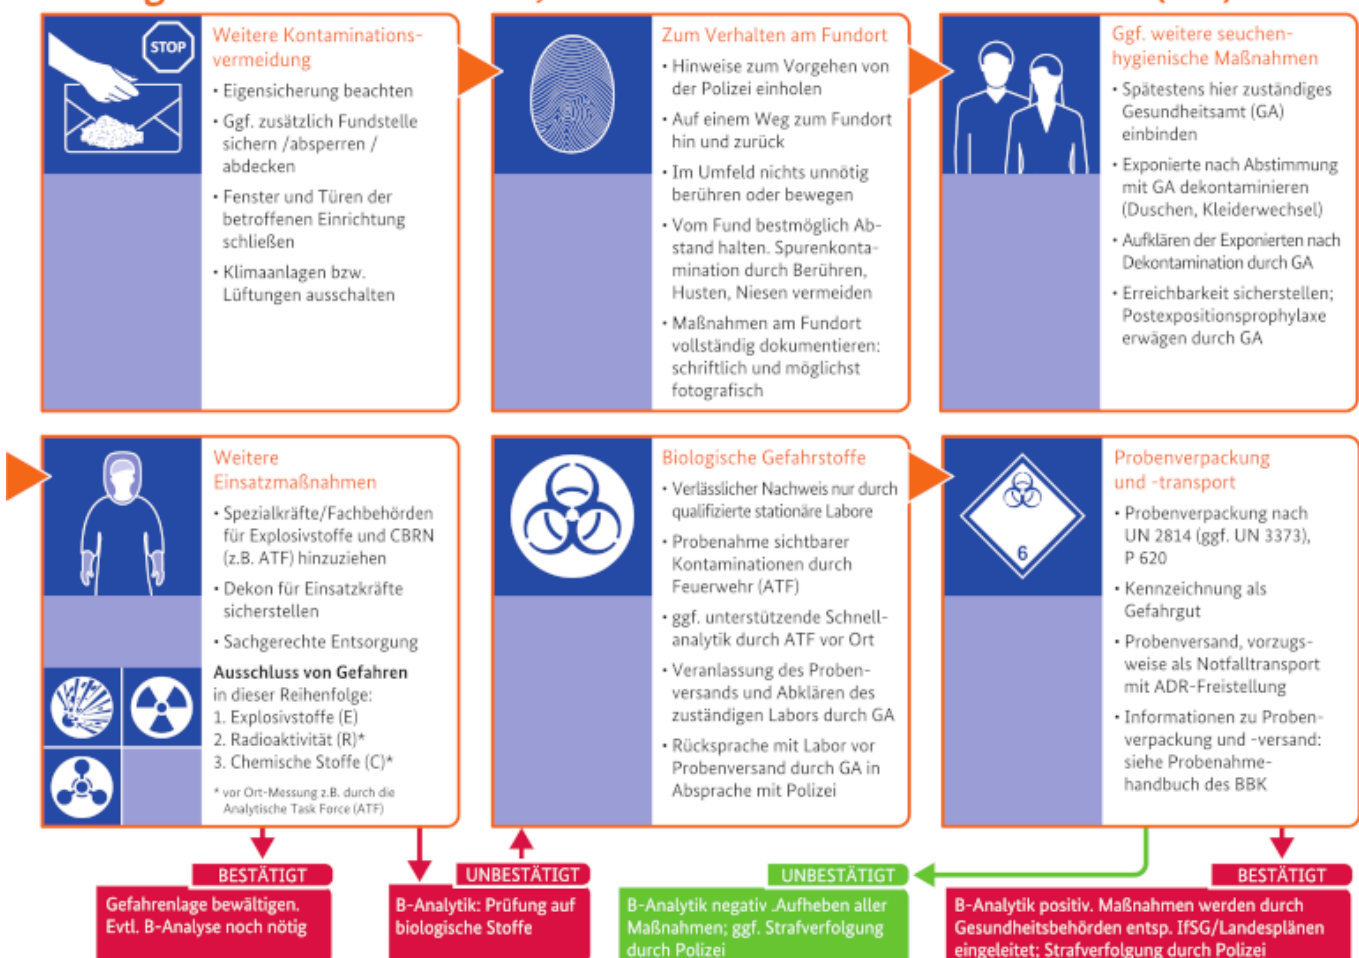 STOP
Weitere Kontaminations-
vermeidung
• Eigensicherung beachten
• Ggf. zusätzlich Fundstelle
sichern /absperren /
abdecken
• Fenster und Türen der
betroffenen Einrichtung
schließen
• Klimaanlagen bzw.
Lüftungen ausschalten
Zum Verhalten am Fundort
• Hinweise zum Vorgehen von
der Polizei einholen
• Auf einem Weg zum Fundort
hin und zurück
• Im Umfeld nichts unnötig
berühren oder bewegen
• Vom Fund bestmöglich Ab-
stand halten. Spurenkonta-
mination durch Berühren,
Husten, Niesen vermeiden
• Maßnahmen am Fundort
vollständig dokumentieren:
schriftlich und möglichst
fotografisch
Ggf. weitere seuchen-
hygienische Maßnahmen
• Spätestens hier zuständiges
Gesundheitsamt (GA)
einbinden
• Exponierte nach Abstimmung
mit GA dekontaminieren
(Duschen, Kleiderwechsel)
• Aufklären der Exponierten nach
Dekontamination durch GA
• Erreichbarkeit sicherstellen;
Postexpositionsprophylaxe
erwägen durch GA
Weitere
Einsatzmaßnahmen
• Spezialkräfte/Fachbehörden
für Explosivstoffe und CBRN
(z.B. ATF) hinzuziehen
• Dekon für Einsatzkräfte
sicherstellen
• Sachgerechte Entsorgung
Ausschluss von Gefahren
in dieser Reihenfolge:
1. Explosivstoffe (E)
2. Radioaktivität (R)*
3. Chemische Stoffe (C)*
* vor Ort-Messung z.B. durch die
Analytische Task Force (ATF)
Biologische Gefahrstoffe
• Verlässlicher Nachweis nur durch
qualifizierte stationäre Labore
• Probenahme sichtbarer
Kontaminationen durch
Feuerwehr (ATF)
• ggf. unterstützende Schnell-
analytik durch ATF vor Ort
• Veranlassung des Proben-
versands und Abklären des
zuständigen Labors durch GA
• Rücksprache mit Labor vor
Probenversand durch GA in
Absprache mit Polizei
6
Probenverpackung
und -transport
• Probenverpackung nach
UN 2814 (ggf. UN 3373),
P 620
• Kennzeichnung als
Gefahrgut
• Probenversand, vorzugs-
weise als Notfalltransport
mit ADR-Freistellung
• Informationen zu Proben-
verpackung und -versand:
siehe Probenahme-
handbuch des BBK
BESTÄTIGT
Gefahrenlage bewältigen.
Evtl. B-Analyse noch nötig
UNBESTÄTIGT
B-Analytik: Prüfung auf
biologische Stoffe
UNBESTÄTIGT
B-Analytik negativ .Aufheben aller
Maßnahmen; ggf. Strafverfolgung
durch Polizei
BESTÄTIGT
B-Analytik positiv. Maßnahmen werden durch
Gesundheitsbehörden entsp. IfSG/Landesplänen
eingeleitet; Strafverfolgung durch Polizei